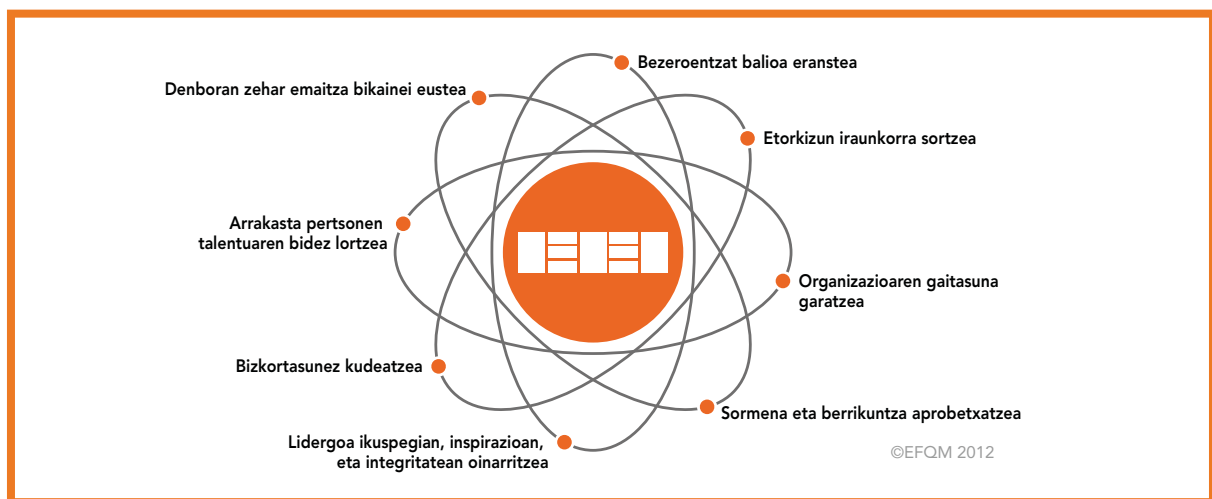 Bezeroentzat balioa eranstea
Denboran zehar emaitza bikainei eustea
Etorkizun iraunkorra sortzea
Arrakasta pertsonen
talentuaren bidez lortzea
Organizazioaren gaitasuna
garatzea
Bizkortasunez kudeatzea
Sormena eta berrikuntza aprobetxatzea
Lidergoa ikuspegian, inspirazioan,
eta integritatean oinarritzea
©EFQM 2012